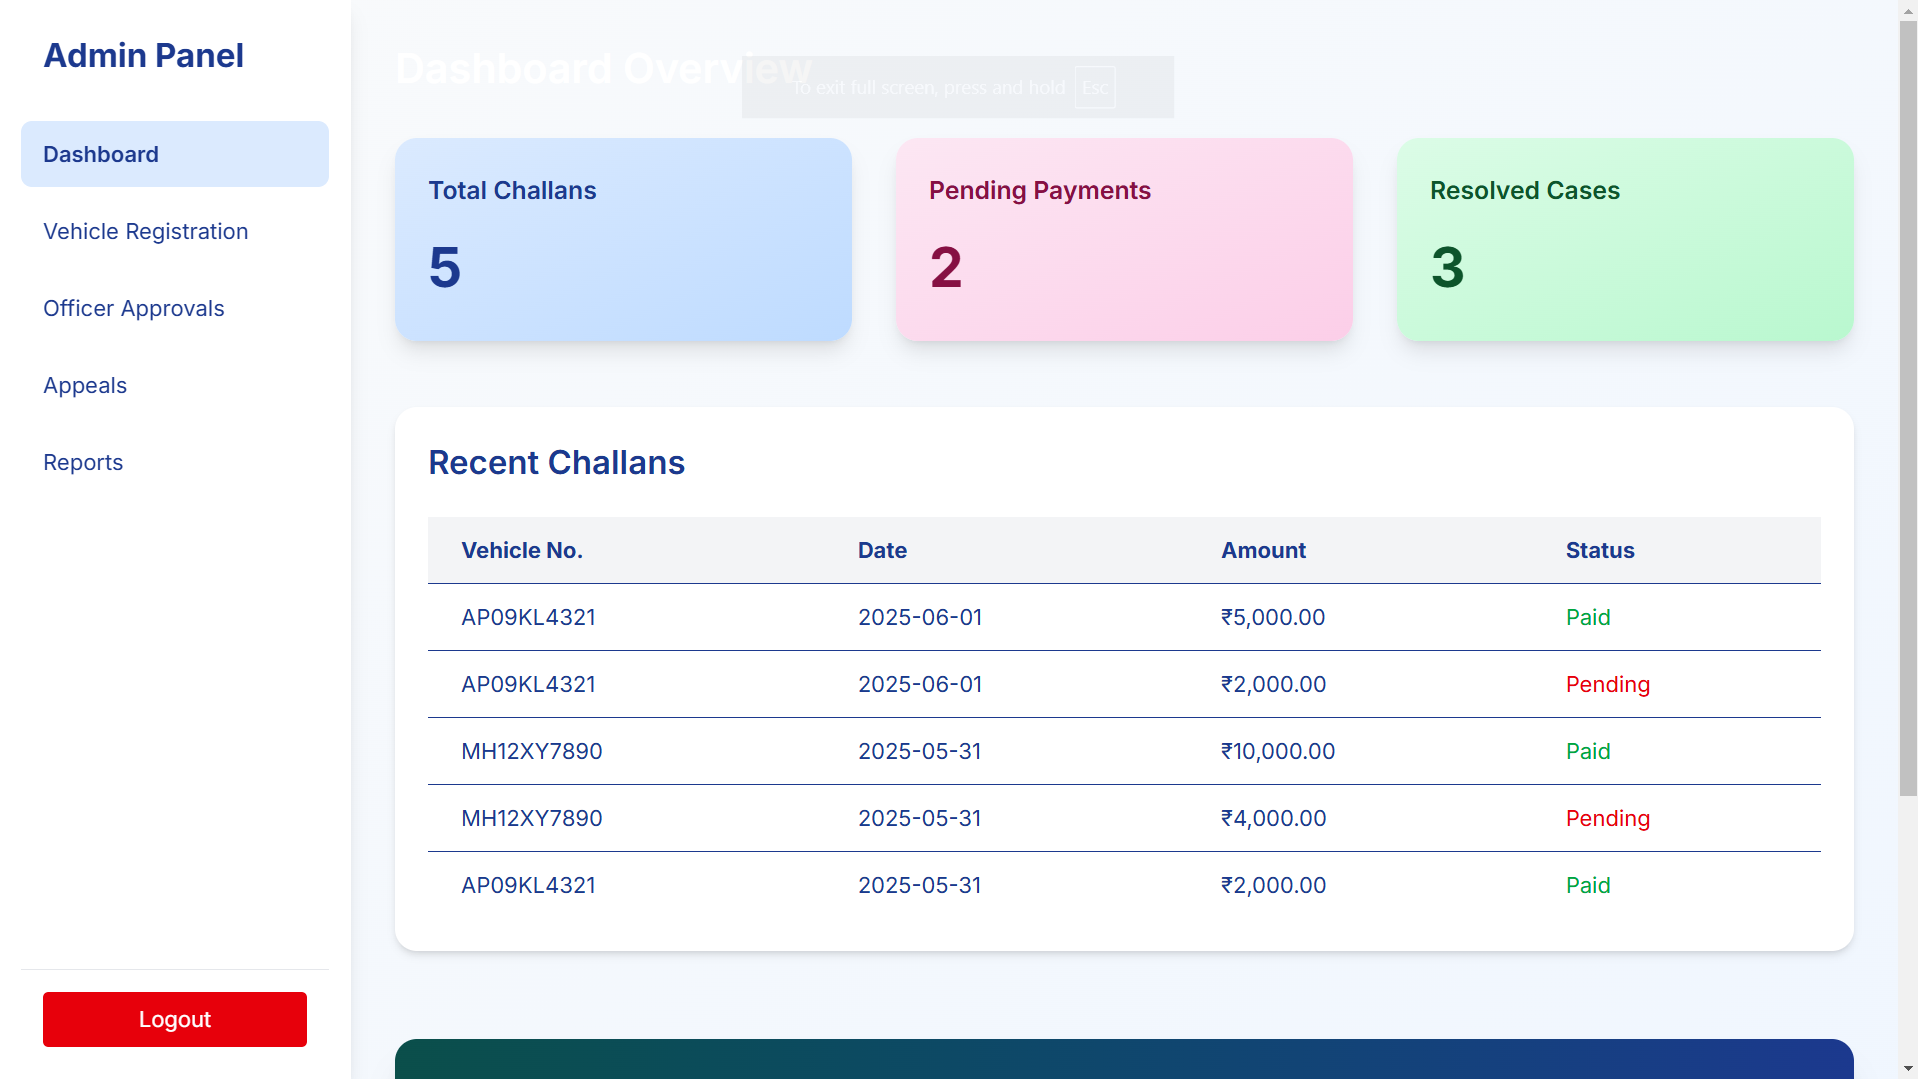 Admin Panel
Dashboard
Vehicle Registration
Officer Approvals
Appeals
Reports
Logout
Dashboard Overview
To exit full screen, press and hold Esc
Total Challans
5
Pending Payments
2
Resolved Cases
3
Recent Challans
Vehicle No. Date Amount Status
AP09KL4321 2025-06-01 ₹5,000.00 Paid
AP09KL4321 2025-06-01 ₹2,000.00 Pending
MH12XY7890 2025-05-31 ₹10,000.00 Paid
MH12XY7890 2025-05-31 ₹4,000.00 Pending
AP09KL4321 2025-05-31 ₹2,000.00 Paid